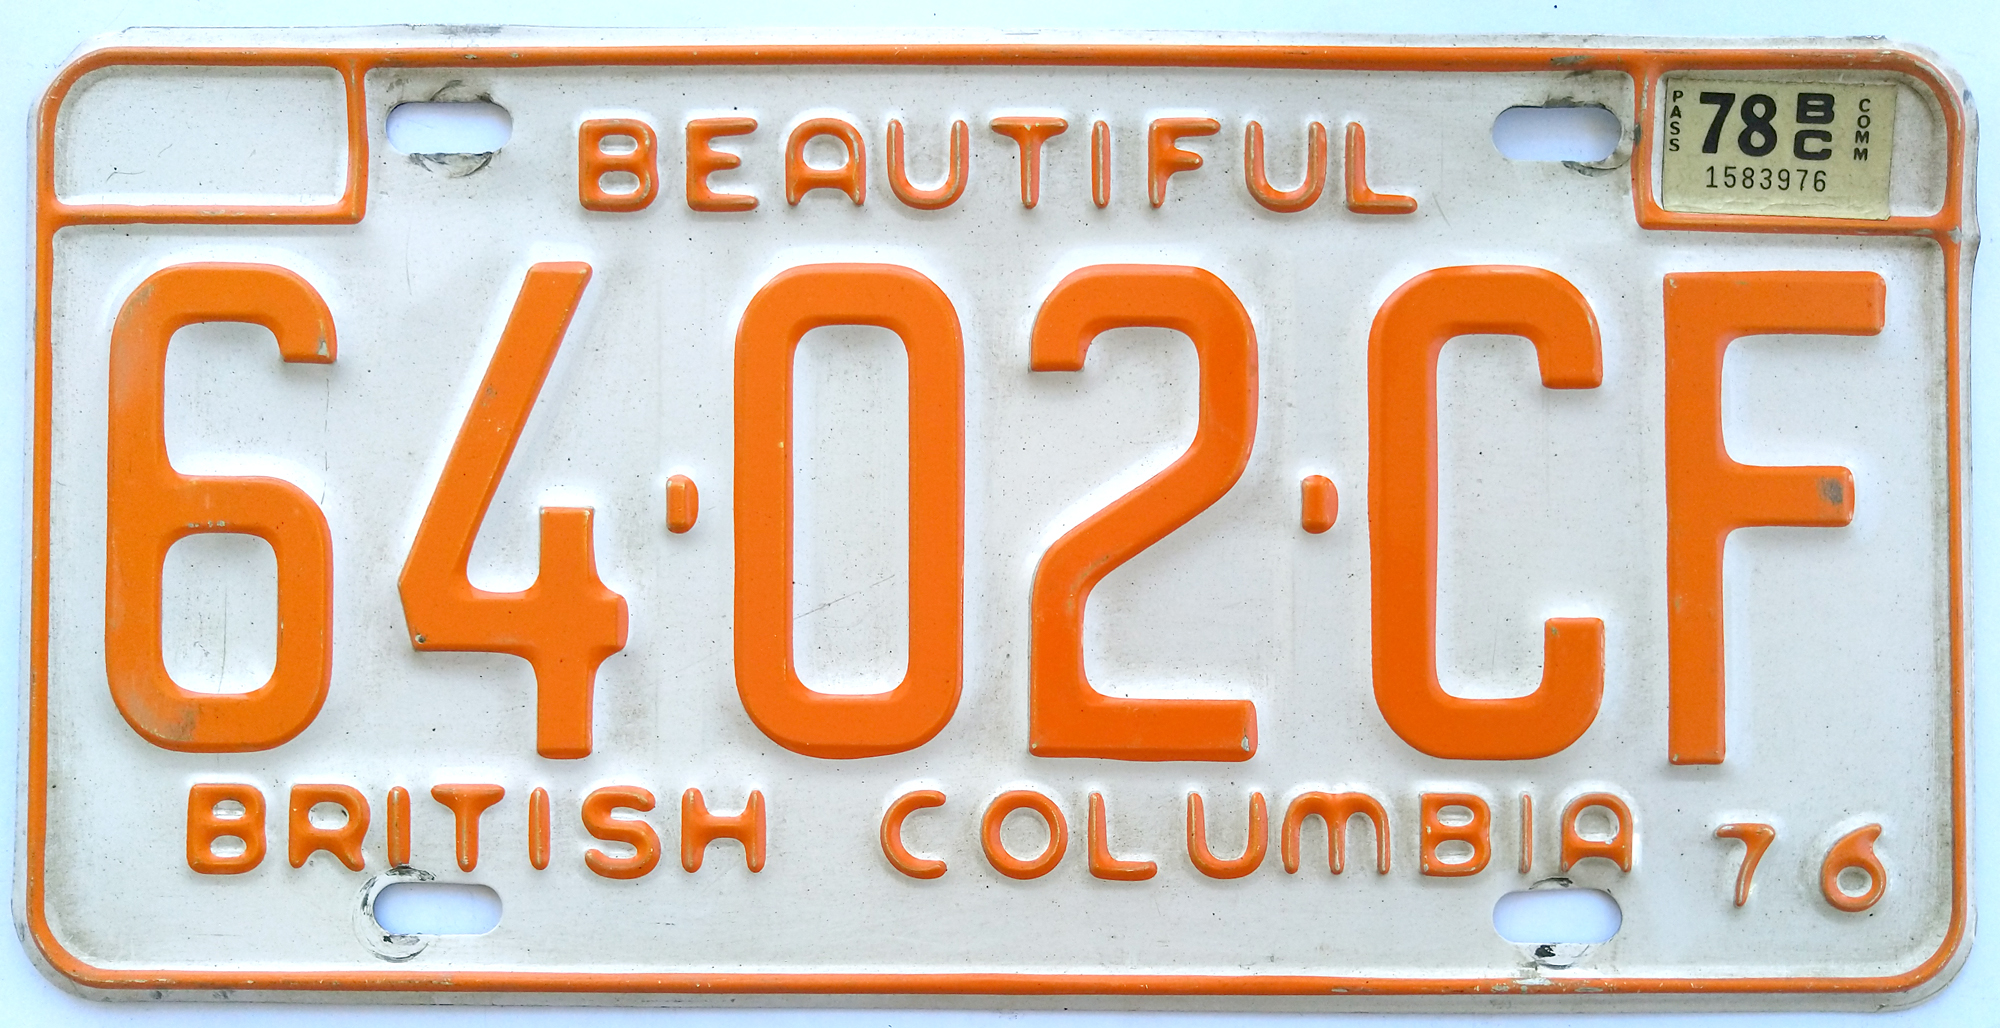 BEAUTIFUL
PASS 78 BC COMM
1583976
64·02·CF
BRITISH COLUMBIA 76